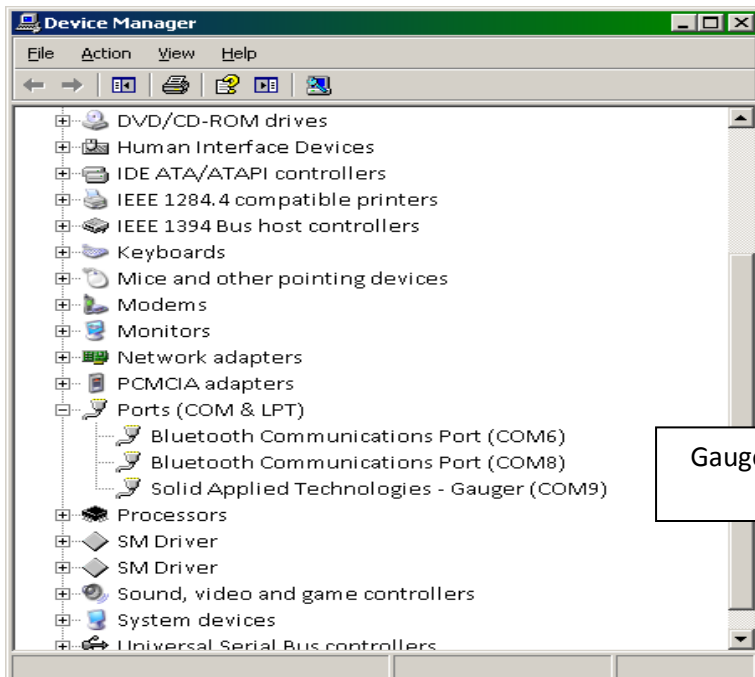 Device Manager
File Action View Help
DVD/CD-ROM drives
Human Interface Devices
IDE ATA/ATAPI controllers
IEEE 1284.4 compatible printers
IEEE 1394 Bus host controllers
Keyboards
Mice and other pointing devices
Modems
Monitors
Network adapters
PCMCIA adapters
Ports (COM & LPT)
Bluetooth Communications Port (COM6)
Bluetooth Communications Port (COM8)
Gauge
Solid Applied Technologies - Gauger (COM9)
Processors
SM Driver
SM Driver
Sound, video and game controllers
System devices
Universal Serial Bus controllers